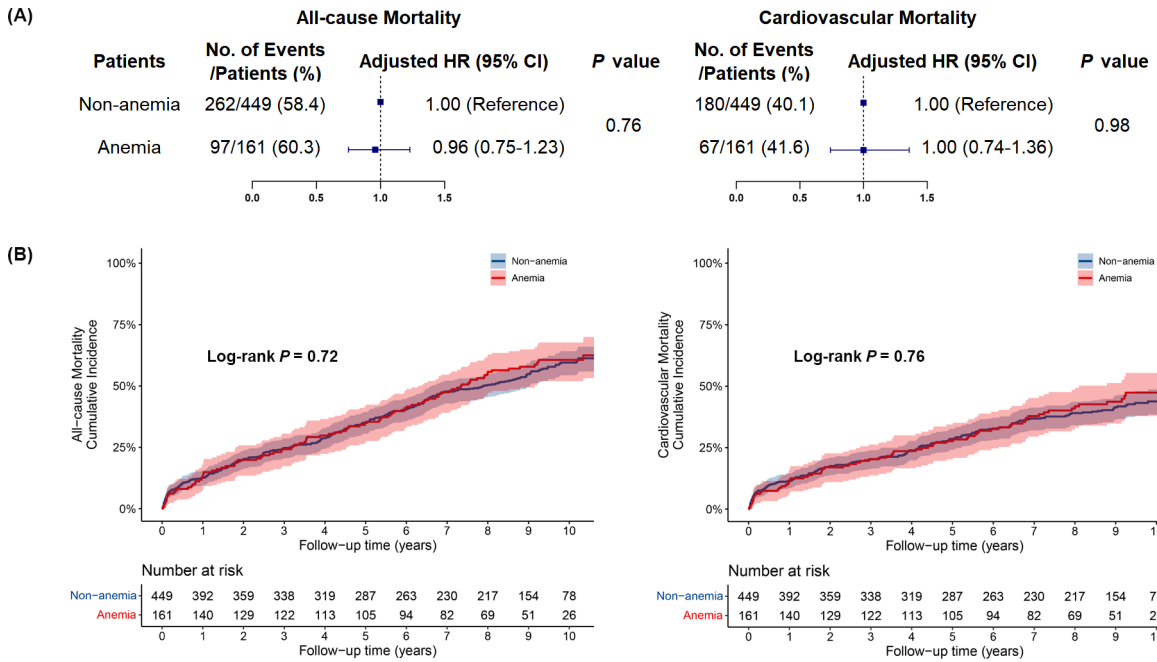 (A)
All-cause Mortality
Cardiovascular Mortality
Patients
No. of Events
/Patients (%)
Adjusted HR (95% CI)
P value
No. of Events
/Patients (%)
Adjusted HR (95% CI)
P value
Non-anemia 262/449 (58.4) 1.00 (Reference) 180/449 (40.1) 1.00 (Reference)
0.76 0.98
Anemia 97/161 (60.3) 0.96 (0.75-1.23) 67/161 (41.6) 1.00 (0.74-1.36)
0.0 0.5 1.0 1.5
0.0 0.5 1.0 1.5
(B)
All-cause Mortality
Cumulative Incidence
100%
75%
50%
25%
0%
Non-anemia
Anemia
Log-rank P = 0.72
0 1 2 3 4 5 6 7 8 9 10
Follow-up time (years)
Number at risk
Non-anemia 449 392 359 338 319 287 263 230 217 154 78
Anemia 161 140 129 122 113 105 94 82 69 51 26
0 1 2 3 4 5 6 7 8 9 10
Follow-up time (years)
Cardiovascular Mortality
Cumulative Incidence
100%
75%
50%
25%
0%
Non-anemia
Anemia
Log-rank P = 0.76
0 1 2 3 4 5 6 7 8 9 1
Follow-up time (years)
Number at risk
Non-anemia 449 392 359 338 319 287 263 230 217 154 7
Anemia 161 140 129 122 113 105 94 82 69 51 2
0 1 2 3 4 5 6 7 8 9 1
Follow-up time (years)